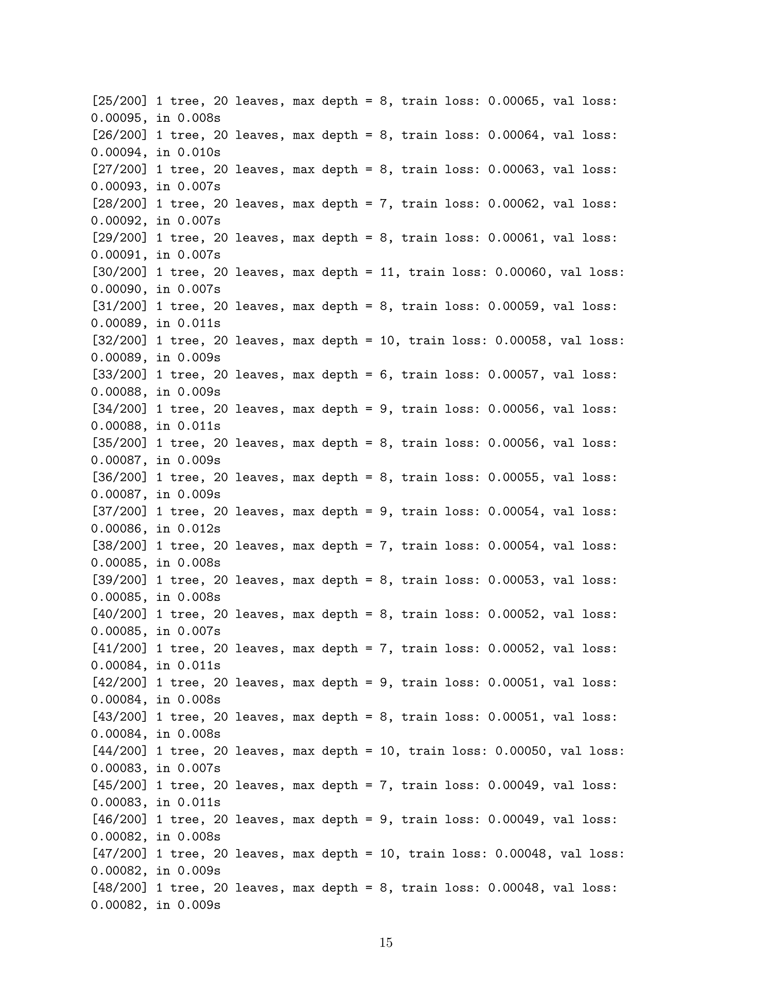 [25/200] 1 tree, 20 leaves, max depth = 8, train loss: 0.00065, val loss:
0.00095, in 0.008s
[26/200] 1 tree, 20 leaves, max depth = 8, train loss: 0.00064, val loss:
0.00094, in 0.010s
[27/200] 1 tree, 20 leaves, max depth = 8, train loss: 0.00063, val loss:
0.00093, in 0.007s
[28/200] 1 tree, 20 leaves, max depth = 7, train loss: 0.00062, val loss:
0.00092, in 0.007s
[29/200] 1 tree, 20 leaves, max depth = 8, train loss: 0.00061, val loss:
0.00091, in 0.007s
[30/200] 1 tree, 20 leaves, max depth = 11, train loss: 0.00060, val loss:
0.00090, in 0.007s
[31/200] 1 tree, 20 leaves, max depth = 8, train loss: 0.00059, val loss:
0.00089, in 0.011s
[32/200] 1 tree, 20 leaves, max depth = 10, train loss: 0.00058, val loss:
0.00089, in 0.009s
[33/200] 1 tree, 20 leaves, max depth = 6, train loss: 0.00057, val loss:
0.00088, in 0.009s
[34/200] 1 tree, 20 leaves, max depth = 9, train loss: 0.00056, val loss:
0.00088, in 0.011s
[35/200] 1 tree, 20 leaves, max depth = 8, train loss: 0.00056, val loss:
0.00087, in 0.009s
[36/200] 1 tree, 20 leaves, max depth = 8, train loss: 0.00055, val loss:
0.00087, in 0.009s
[37/200] 1 tree, 20 leaves, max depth = 9, train loss: 0.00054, val loss:
0.00086, in 0.012s
[38/200] 1 tree, 20 leaves, max depth = 7, train loss: 0.00054, val loss:
0.00085, in 0.008s
[39/200] 1 tree, 20 leaves, max depth = 8, train loss: 0.00053, val loss:
0.00085, in 0.008s
[40/200] 1 tree, 20 leaves, max depth = 8, train loss: 0.00052, val loss:
0.00085, in 0.007s
[41/200] 1 tree, 20 leaves, max depth = 7, train loss: 0.00052, val loss:
0.00084, in 0.011s
[42/200] 1 tree, 20 leaves, max depth = 9, train loss: 0.00051, val loss:
0.00084, in 0.008s
[43/200] 1 tree, 20 leaves, max depth = 8, train loss: 0.00051, val loss:
0.00084, in 0.008s
[44/200] 1 tree, 20 leaves, max depth = 10, train loss: 0.00050, val loss:
0.00083, in 0.007s
[45/200] 1 tree, 20 leaves, max depth = 7, train loss: 0.00049, val loss:
0.00083, in 0.011s
[46/200] 1 tree, 20 leaves, max depth = 9, train loss: 0.00049, val loss:
0.00082, in 0.008s
[47/200] 1 tree, 20 leaves, max depth = 10, train loss: 0.00048, val loss:
0.00082, in 0.009s
[48/200] 1 tree, 20 leaves, max depth = 8, train loss: 0.00048, val loss:
0.00082, in 0.009s
15